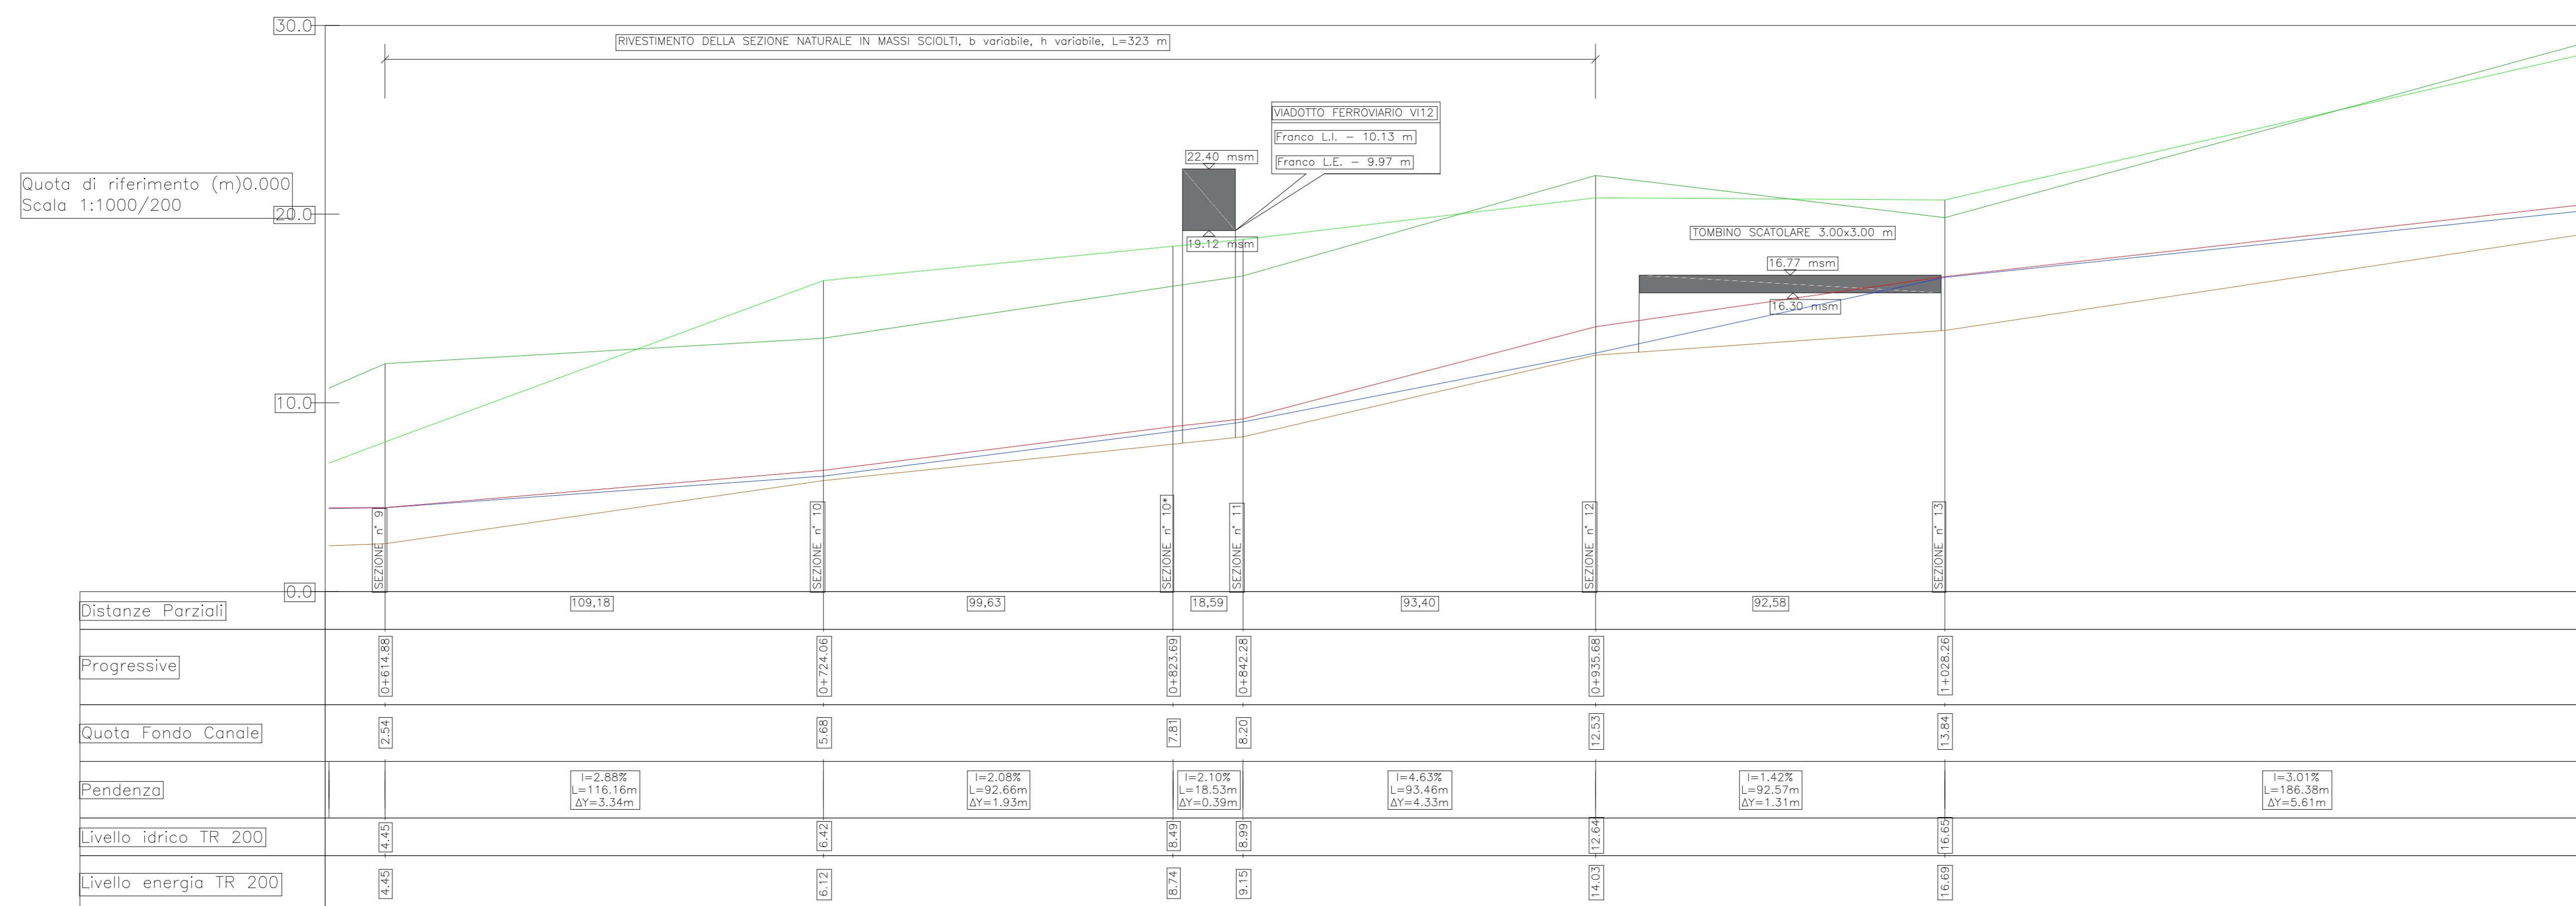 30.0
RIVESTIMENTO DELLA SEZIONE NATURALE IN MASSI SCIOLTI, b variabile, h variabile, L=323 m
VIADOTTO FERROVIARIO VI12
Franco L.I. – 10.13 m
Franco L.E. – 9.97 m
22.40 msm
19.12 msm
Quota di riferimento (m)0.000
Scala 1:1000/200
20.0
TOMBINO SCATOLARE 3.00x3.00 m
16.77 msm
16.30 msm
10.0
0.0
SEZIONE n° 9
SEZIONE n° 10
SEZIONE n° 10*
SEZIONE n° 11
SEZIONE n° 12
SEZIONE n° 13
Distanze Parziali
109,18
99,63
18,59
93,40
92,58
Progressive
0+614.88
0+724.06
0+823.69
0+842.28
0+935.68
1+028.26
Quota Fondo Canale
2.54
5.68
7.81
8.20
12.53
13.84
Pendenza
I=2.88%
L=116.16m
ΔY=3.34m
I=2.08%
L=92.66m
ΔY=1.93m
I=2.10%
L=18.53m
ΔY=0.39m
I=4.63%
L=93.46m
ΔY=4.33m
I=1.42%
L=92.57m
ΔY=1.31m
I=3.01%
L=186.38m
ΔY=5.61m
Livello idrico TR 200
4.45
6.42
8.49
8.99
12.64
16.65
Livello energia TR 200
4.45
6.12
8.74
9.15
14.03
16.69